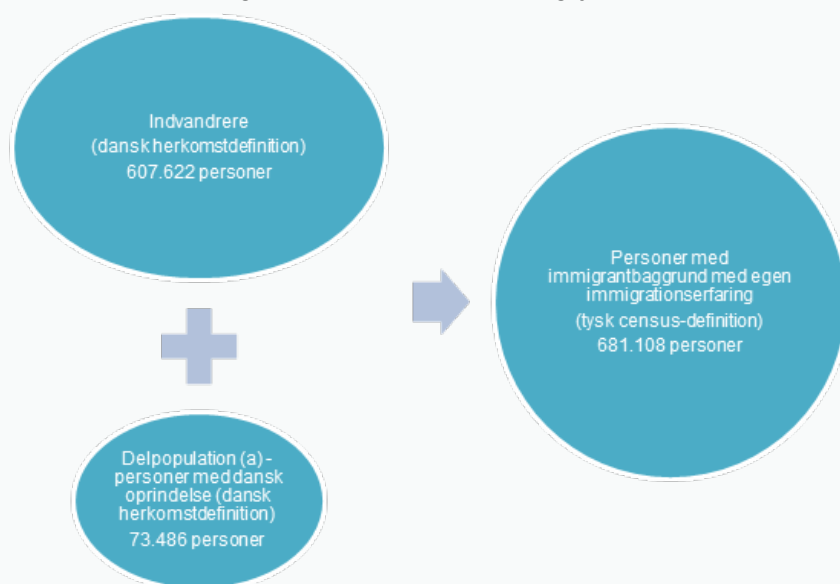 Indvandrere
(dansk herkomstdefinition)
607.622 personer
Personer med
immigrantbaggrund med egen
immigrationserfaring
(tysk census-definition)
681.108 personer
Delpopulation (a) -
personer med dansk
oprindelse (dansk
herkomstdefinition)
73.486 personer